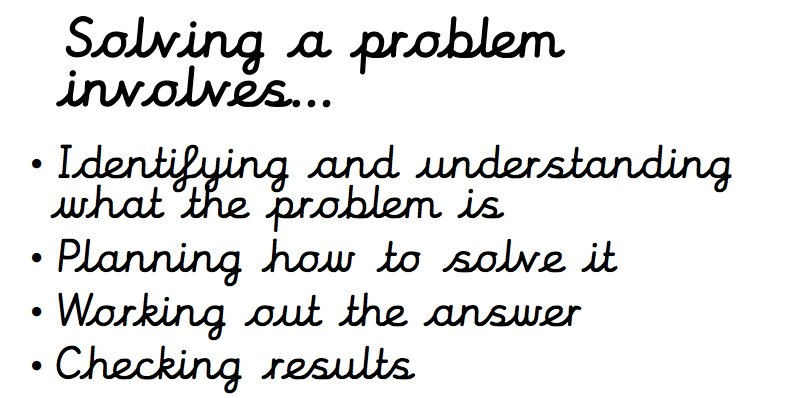 Solving a problem
involves...
• Identifying and understanding
what the problem is
• Planning how to solve it
• Working out the answer
• Checking results